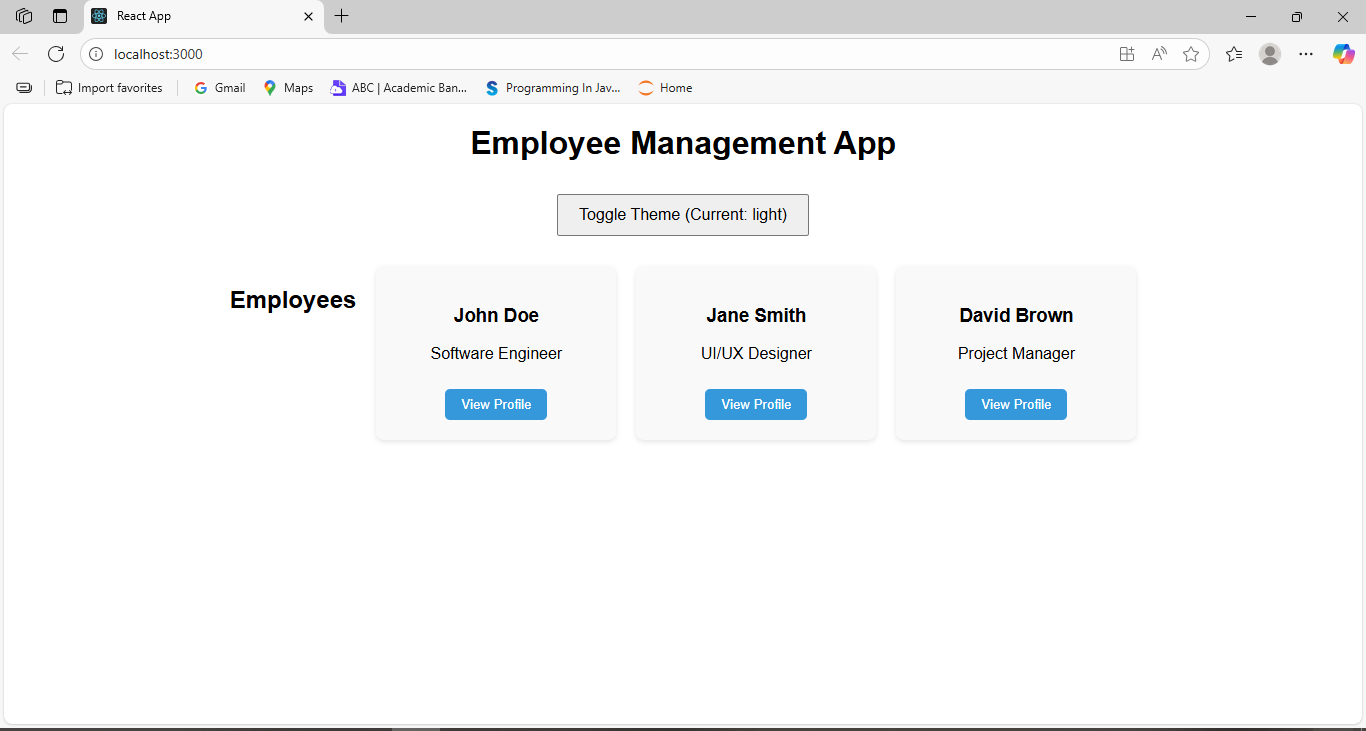 React App
localhost:3000
Import favorites
Gmail
Maps
ABC | Academic Ban...
Programming In Jav...
Home
Employee Management App
Toggle Theme (Current: light)
Employees
John Doe
Software Engineer
View Profile
Jane Smith
UI/UX Designer
View Profile
David Brown
Project Manager
View Profile